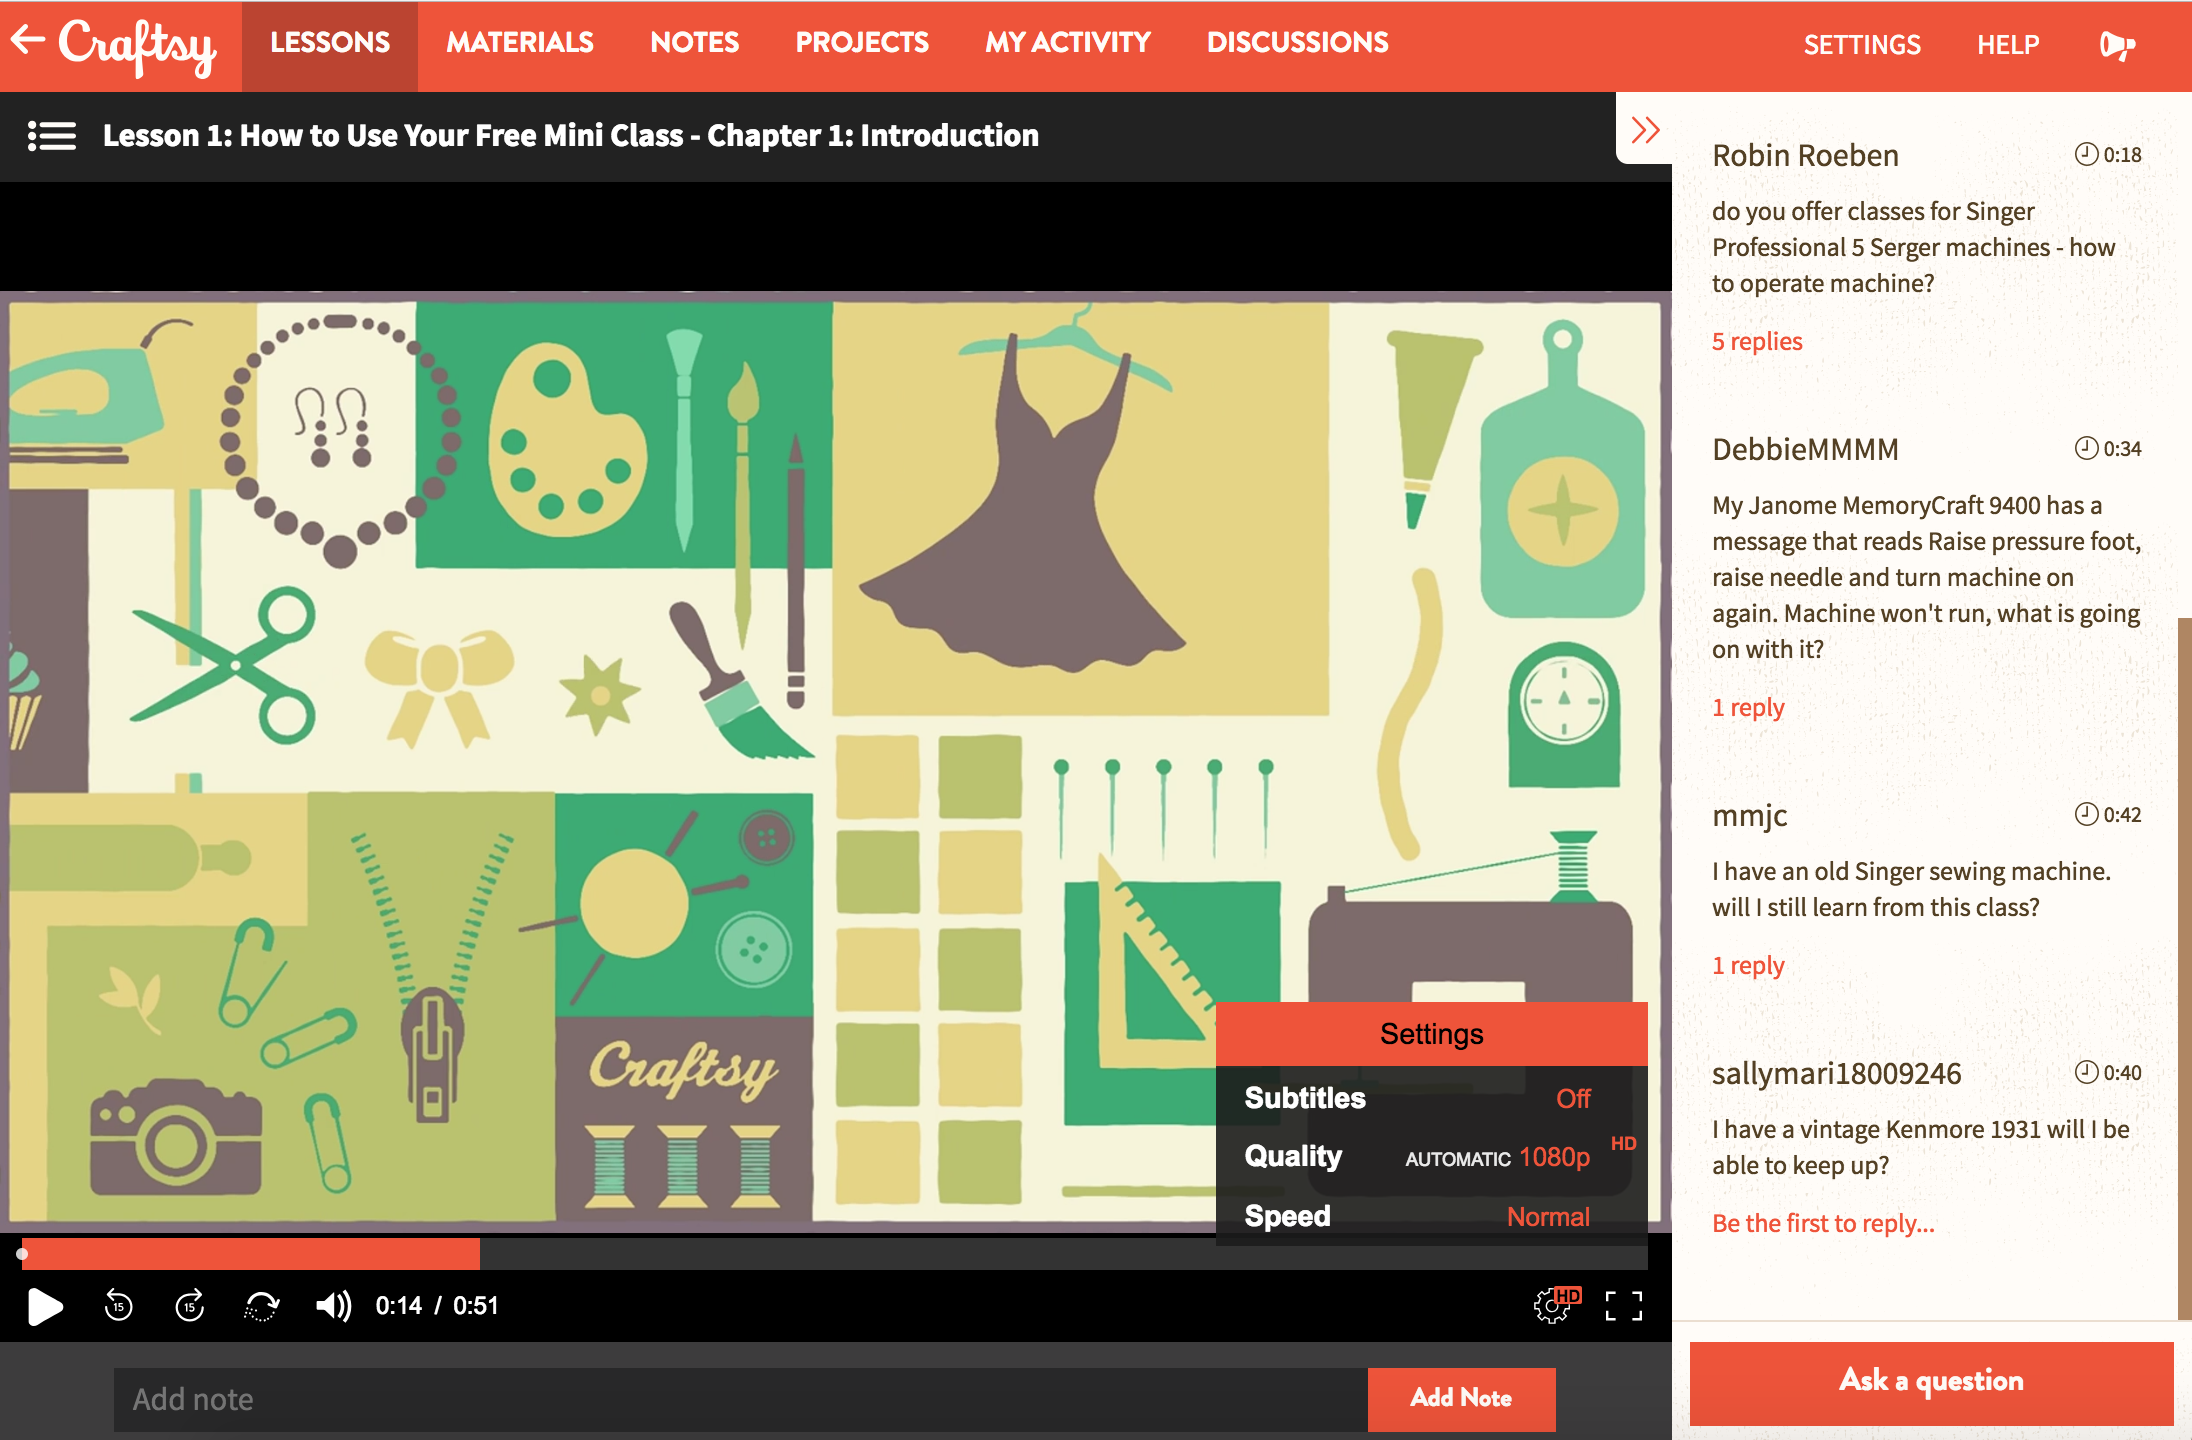 Craftsy LESSONS MATERIALS NOTES PROJECTS MY ACTIVITY DISCUSSIONS SETTINGS HELP
Lesson 1: How to Use Your Free Mini Class - Chapter 1: Introduction
Craftsy
Settings
Subtitles Off
Quality AUTOMATIC 1080p HD
Speed Normal
15 15 0:14 / 0:51 HD
Add note Add Note
Robin Roeben 0:18
do you offer classes for Singer
Professional 5 Serger machines - how
to operate machine?
5 replies
DebbieMMMM 0:34
My Janome MemoryCraft 9400 has a
message that reads Raise pressure foot,
raise needle and turn machine on
again. Machine won't run, what is going
on with it?
1 reply
mmjc 0:42
I have an old Singer sewing machine.
will I still learn from this class?
1 reply
sallymari18009246 0:40
I have a vintage Kenmore 1931 will I be
able to keep up?
Be the first to reply...
Ask a question